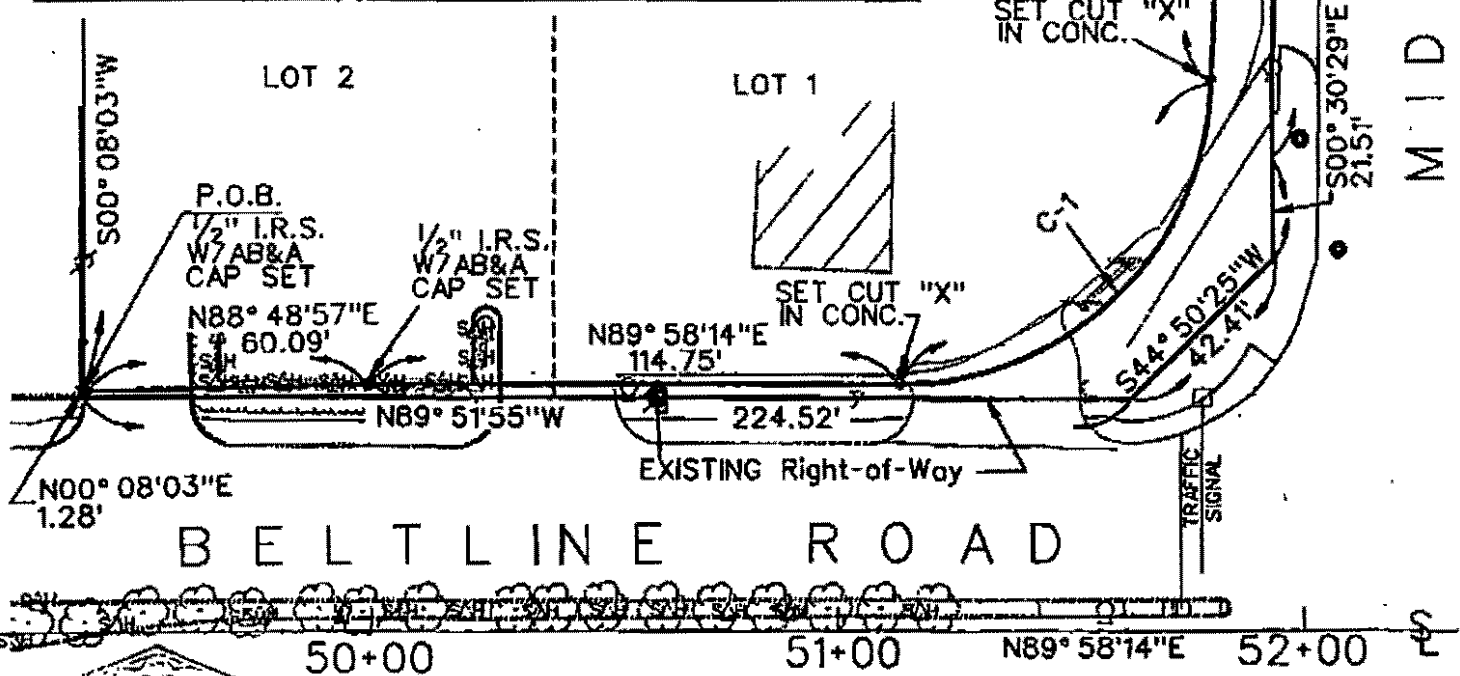 SET CUT "X"
IN CONC.
LOT 2
LOT 1
S00° 08'03"W
S00° 30'29"E
21.51'
M I D
P.O.B.
1/2" I.R.S.
W/AB&A
CAP SET
1/2" I.R.S.
W/AB&A
CAP SET
C-1
SET CUT "X"
IN CONC.
N88° 48'57"E
60.09'
N89° 58'14"E
114.75'
S44° 50'25"W
42.41'
S/H
S/H
S/H
S/H
S/H
S/H
N89° 51'55"W
224.52'
EXISTING Right-of-Way
N00° 08'03"E
1.28'
TRAFFIC
SIGNAL
BELTLINE ROAD
S/H
S/H
S/H
S/H
S/H
S/H
S/H
50+00
51+00
N89° 58'14"E
52+00